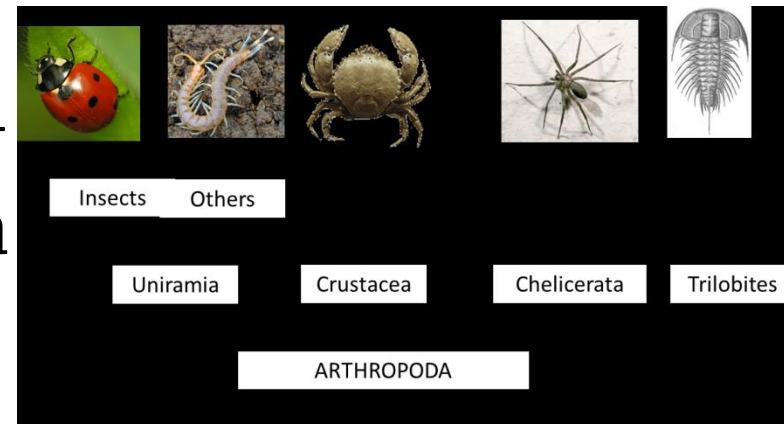 Insects Others
Uniramia Crustacea Chelicerata Trilobites
ARTHROPODA